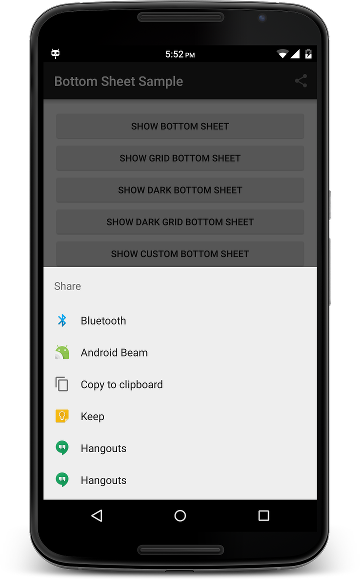 5:52 PM
Bottom Sheet Sample
SHOW BOTTOM SHEET
SHOW GRID BOTTOM SHEET
SHOW DARK BOTTOM SHEET
SHOW DARK GRID BOTTOM SHEET
SHOW CUSTOM BOTTOM SHEET
Share
Bluetooth
Android Beam
Copy to clipboard
Keep
Hangouts
Hangouts